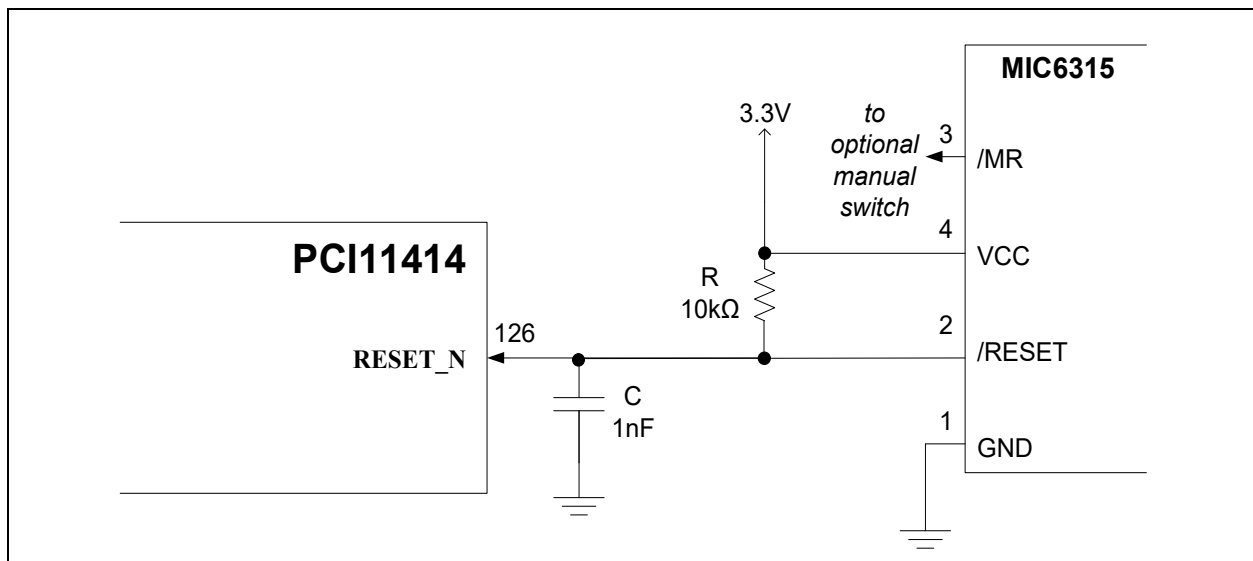 MIC6315
3.3V
to
optional
manual
switch
3
/MR
4
VCC
PCI11414
R
10kΩ
126
RESET_N
2
/RESET
C
1nF
1
GND